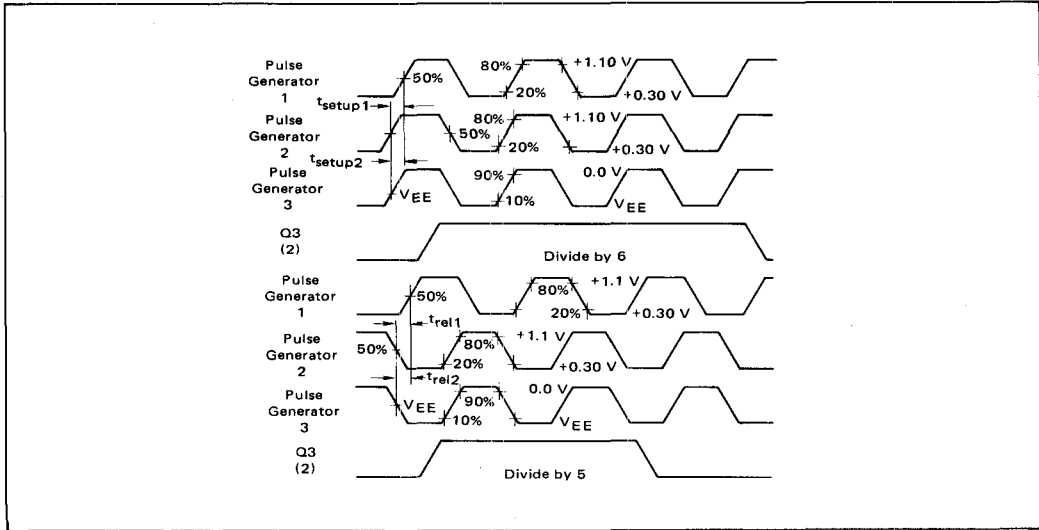 Pulse
Generator
1
50%
80%
20%
+1.10 V
+0.30 V
tsetup1
Pulse
Generator
2
50%
80%
20%
+1.10 V
+0.30 V
tsetup2
Pulse
Generator
3
VEE
90%
10%
0.0 V
VEE
Q3
(2)
Divide by 6
Pulse
Generator
1
50%
80%
20%
+1.1 V
+0.30 V
trel1
Pulse
Generator
2
50%
80%
20%
+1.1 V
+0.30 V
trel2
Pulse
Generator
3
VEE
90%
10%
0.0 V
VEE
Q3
(2)
Divide by 5